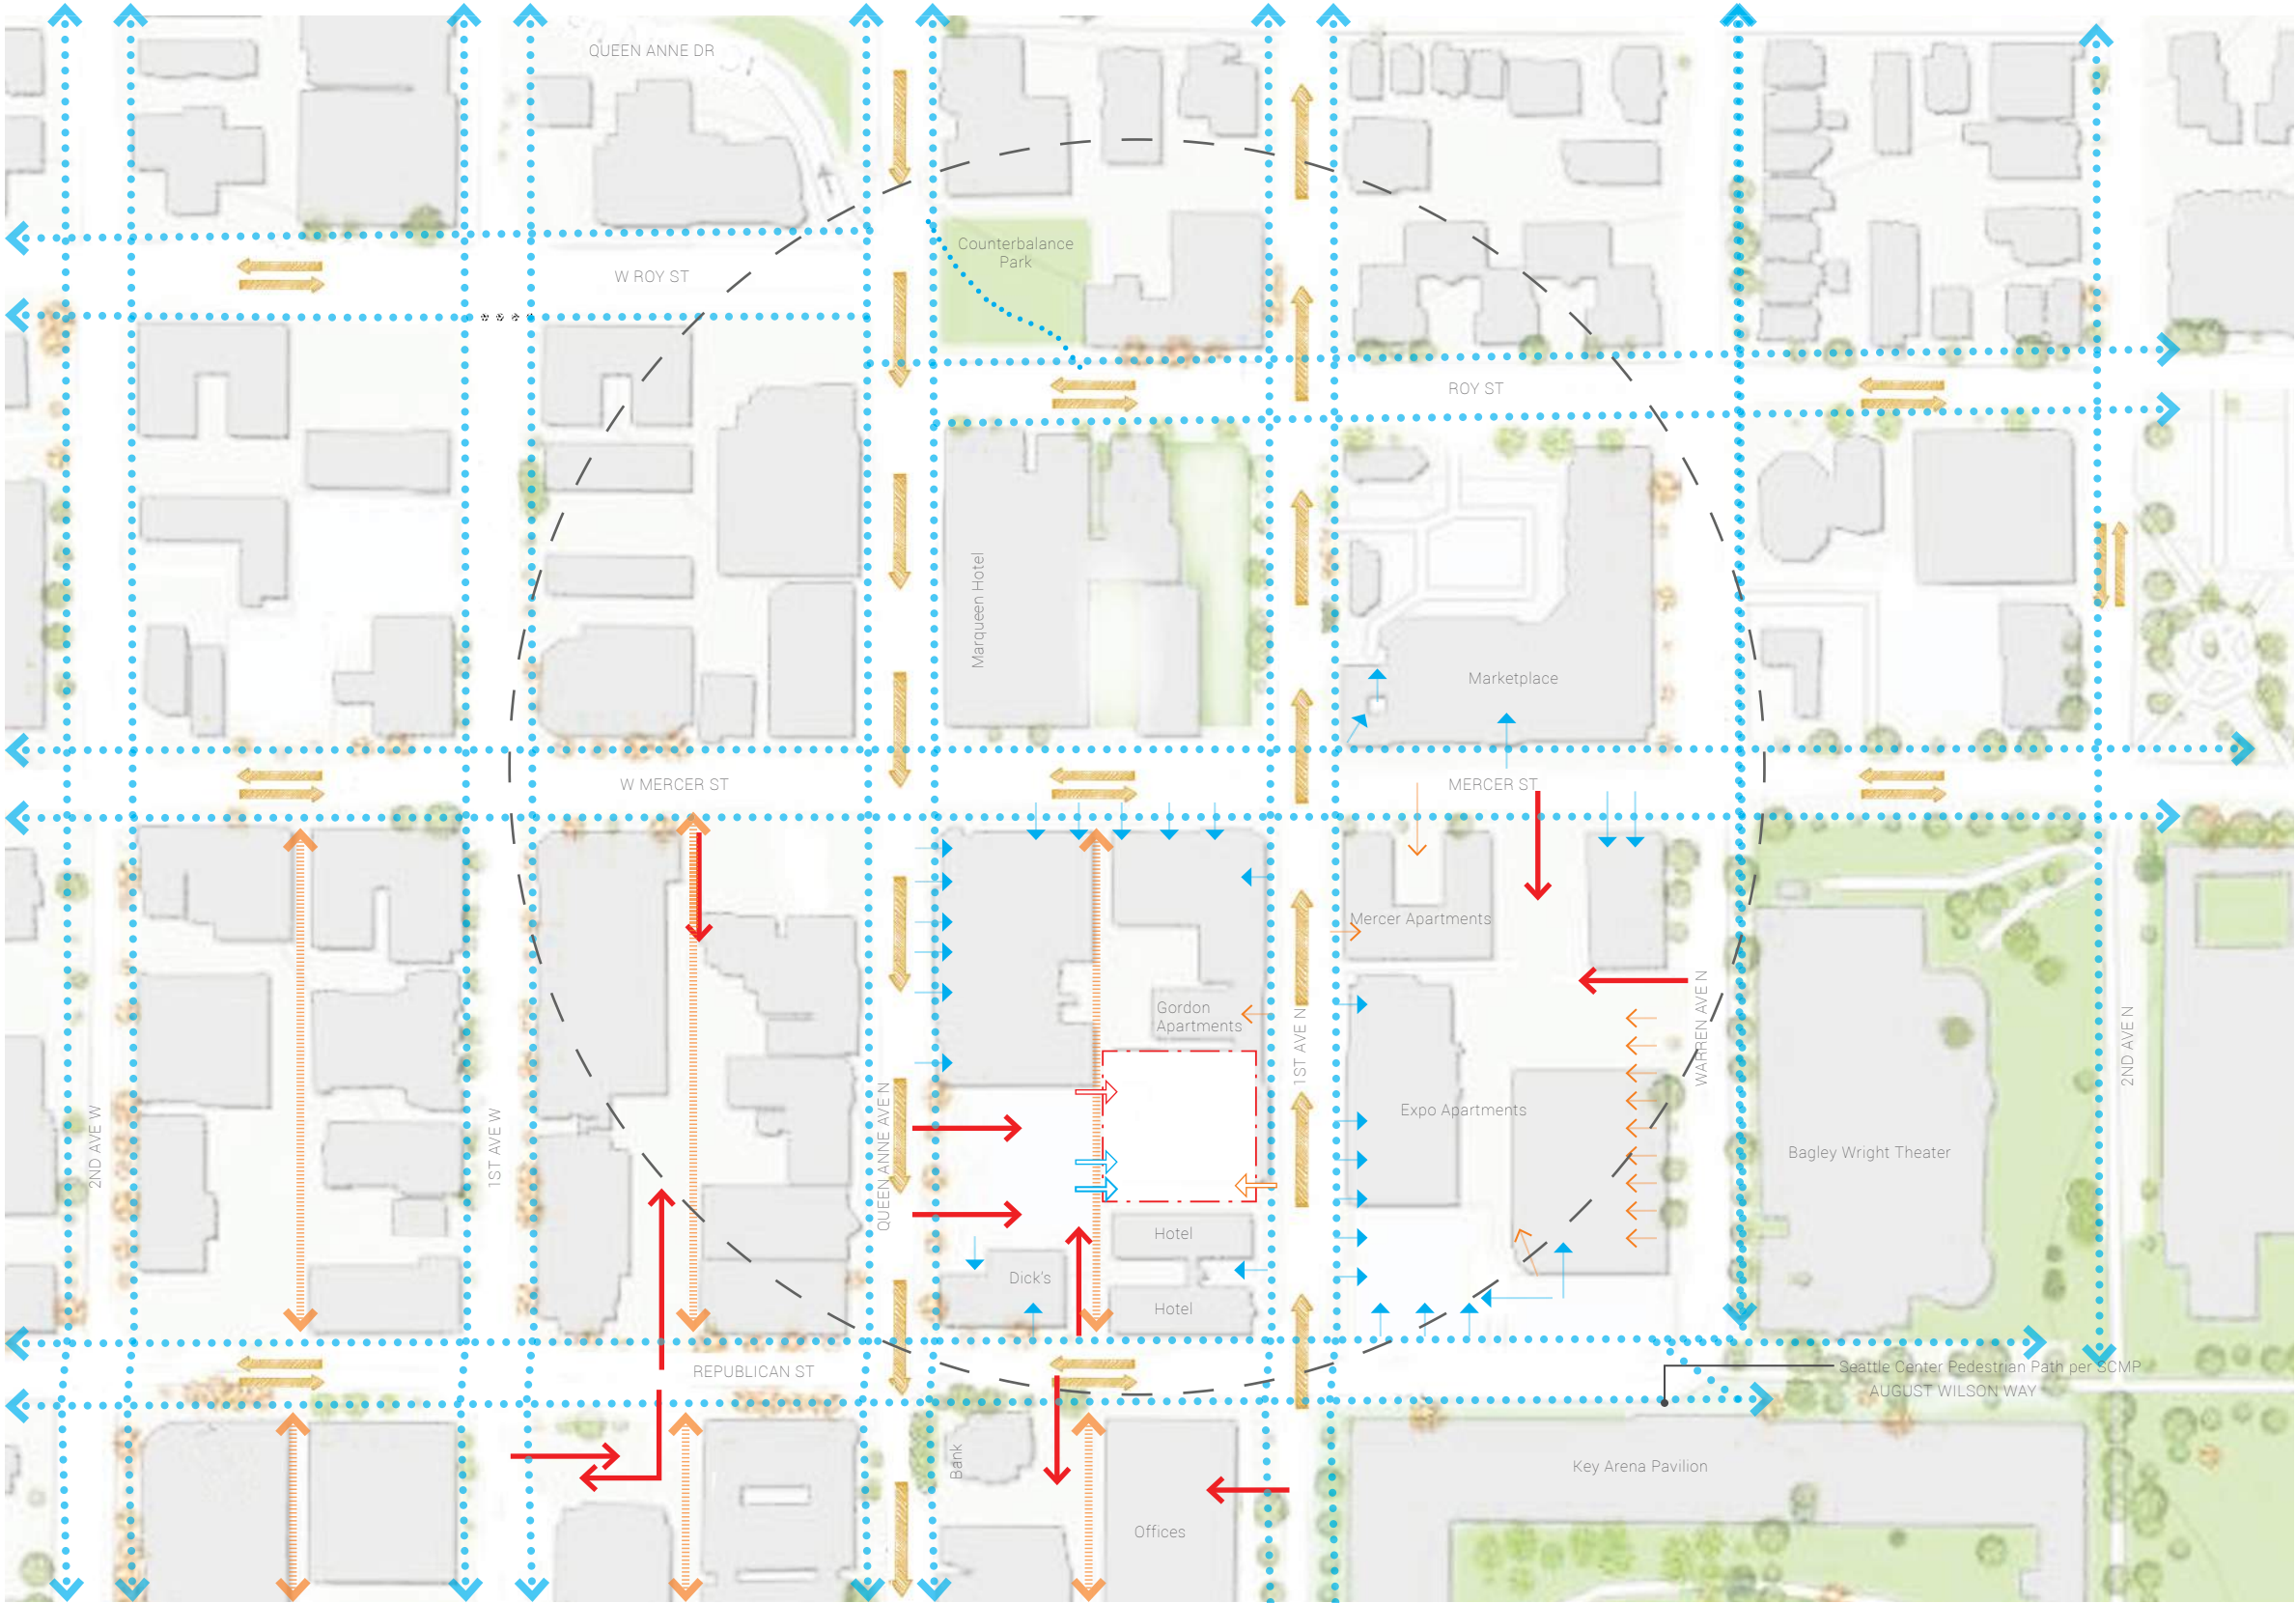 QUEEN ANNE DR
Counterbalance
Park
W ROY ST
ROY ST
Marqueen Hotel
Marketplace
W MERCER ST
MERCER ST
Mercer Apartments
Gordon
Apartments
1ST AVE N
WARREN AVE N
2ND AVE N
2ND AVE W
1ST AVE W
QUEEN ANNE AVE N
Expo Apartments
Bagley Wright Theater
Hotel
Dick's
Hotel
REPUBLICAN ST
Seattle Center Pedestrian Path per SCMP
AUGUST WILSON WAY
Bank
Key Arena Pavilion
Offices